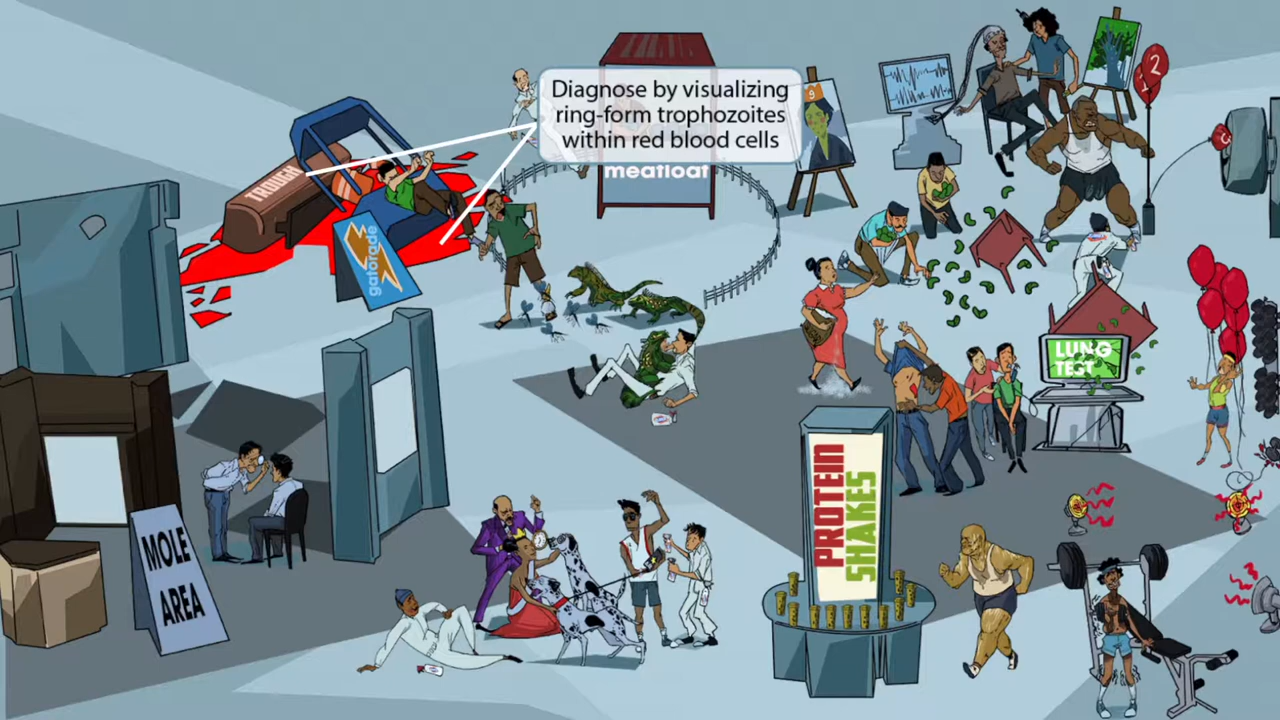 Diagnose by visualizing
ring-form trophozoites
within red blood cells
meatloaf
9
2
1
TROUGH
gatorade
LUNG
TEST
PROTEIN
SHAKES
MOLE
AREA